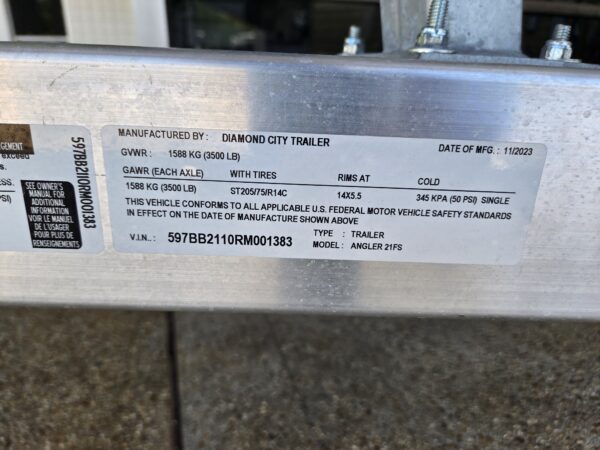 GEMENT
ESS.
PSI)
SEE OWNER'S
MANUAL FOR
ADDITIONAL
INFORMATION
VOIR LE MANUEL
DE L'USAGER
POUR PLUS DE
RENSEIGNEMENTS
597BB2110RM001383
MANUFACTURED BY : DIAMOND CITY TRAILER DATE OF MFG. : 11/2023
GVWR : 1588 KG (3500 LB)
GAWR (EACH AXLE) WITH TIRES RIMS AT COLD
1588 KG (3500 LB) ST205/75/R14C 14X5.5 345 KPA (50 PSI) SINGLE
THIS VEHICLE CONFORMS TO ALL APPLICABLE U.S. FEDERAL MOTOR VEHICLE SAFETY STANDARDS
IN EFFECT ON THE DATE OF MANUFACTURE SHOWN ABOVE
V.I.N.. : 597BB2110RM001383 TYPE : TRAILER
MODEL : ANGLER 21FS